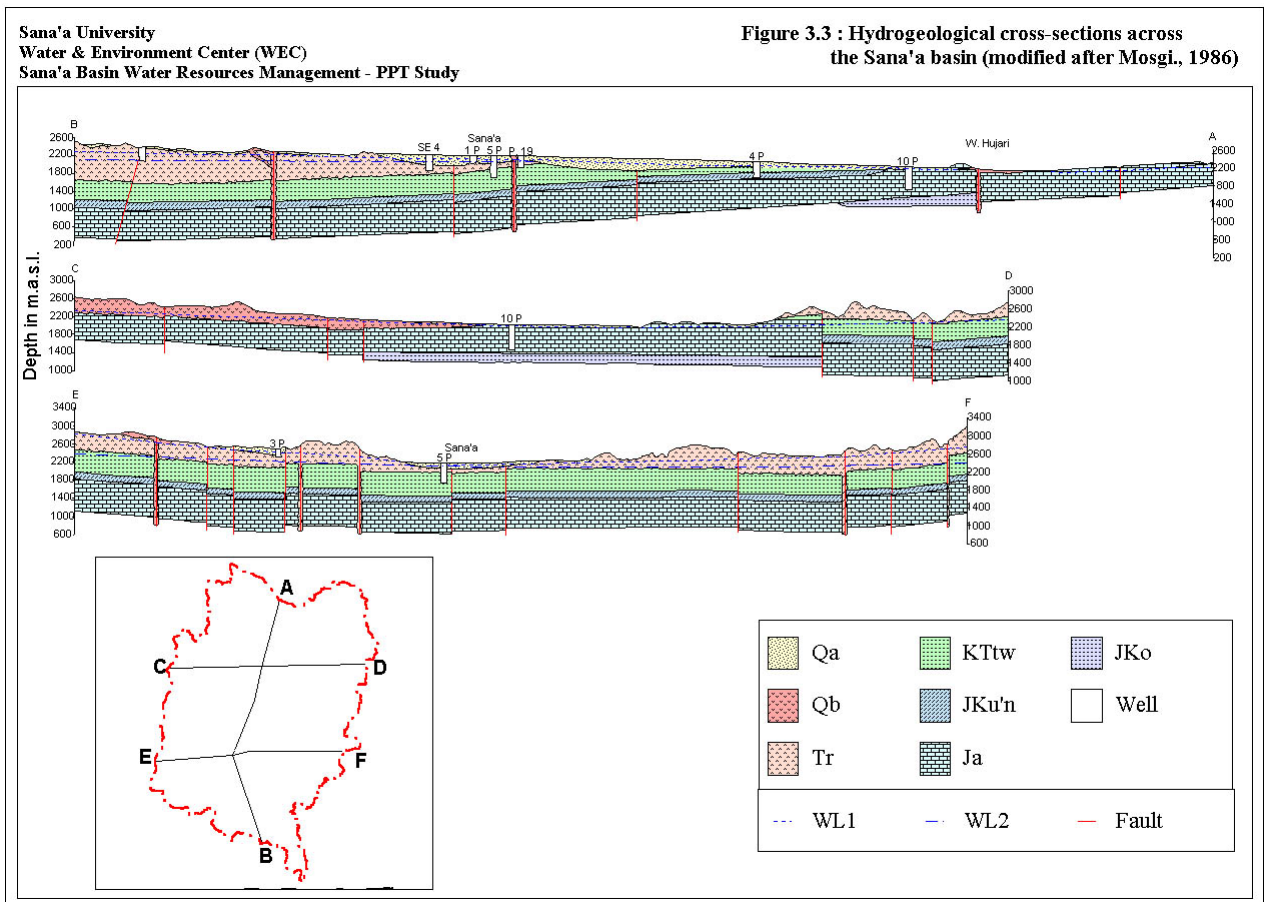 Sana'a University
Water & Environment Center (WEC)
Sana'a Basin Water Resources Management - PPT Study
Figure 3.3 : Hydrogeological cross-sections across
the Sana'a basin (modified after Mosgi., 1986)
Depth in m.a.s.l.
B
2600
2200
1800
1400
1000
600
200
SE 4
Sana'a
1 P
5 P
P 19
4 P
10 P
W. Hujari
A
2600
2200
1800
1400
1000
600
200
C
3000
2600
2200
1800
1400
1000
10 P
D
3000
2600
2200
1800
1400
1000
E
3400
3000
2600
2200
1800
1400
1000
600
3 P
Sana'a
5 P
F
3400
3000
2600
2200
1800
1400
1000
600
A
C
D
E
F
B
Qa
KTtw
JKo
Qb
JKu'n
Well
Tr
Ja
WL1
WL2
Fault